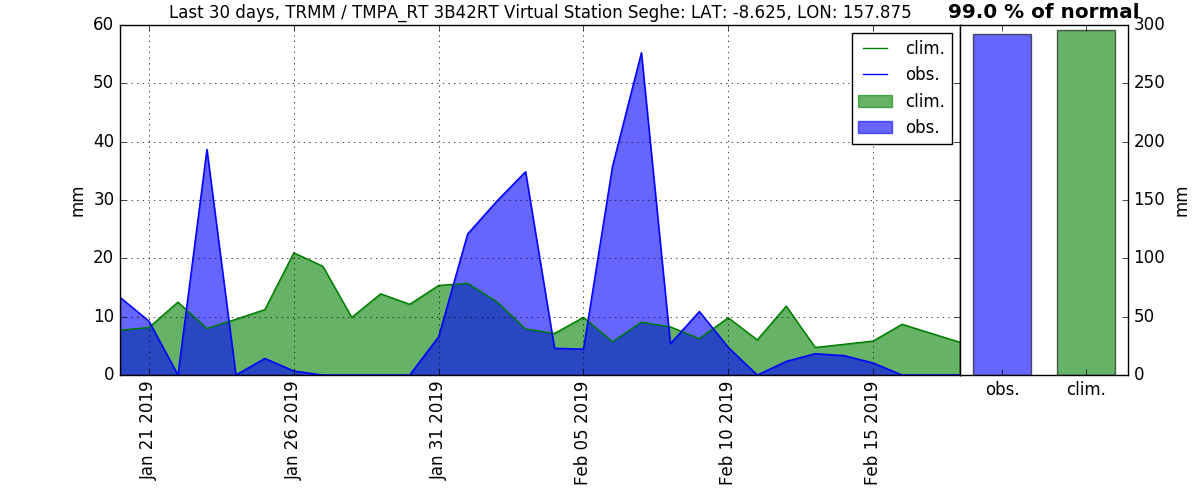 Last 30 days, TRMM / TMPA_RT 3B42RT Virtual Station Seghe: LAT: -8.625, LON: 157.875
99.0 % of normal
60
50
40
30
20
10
0
mm
clim.
obs.
clim.
obs.
300
250
200
150
100
50
0
mm
Jan 21 2019
Jan 26 2019
Jan 31 2019
Feb 05 2019
Feb 10 2019
Feb 15 2019
obs.
clim.